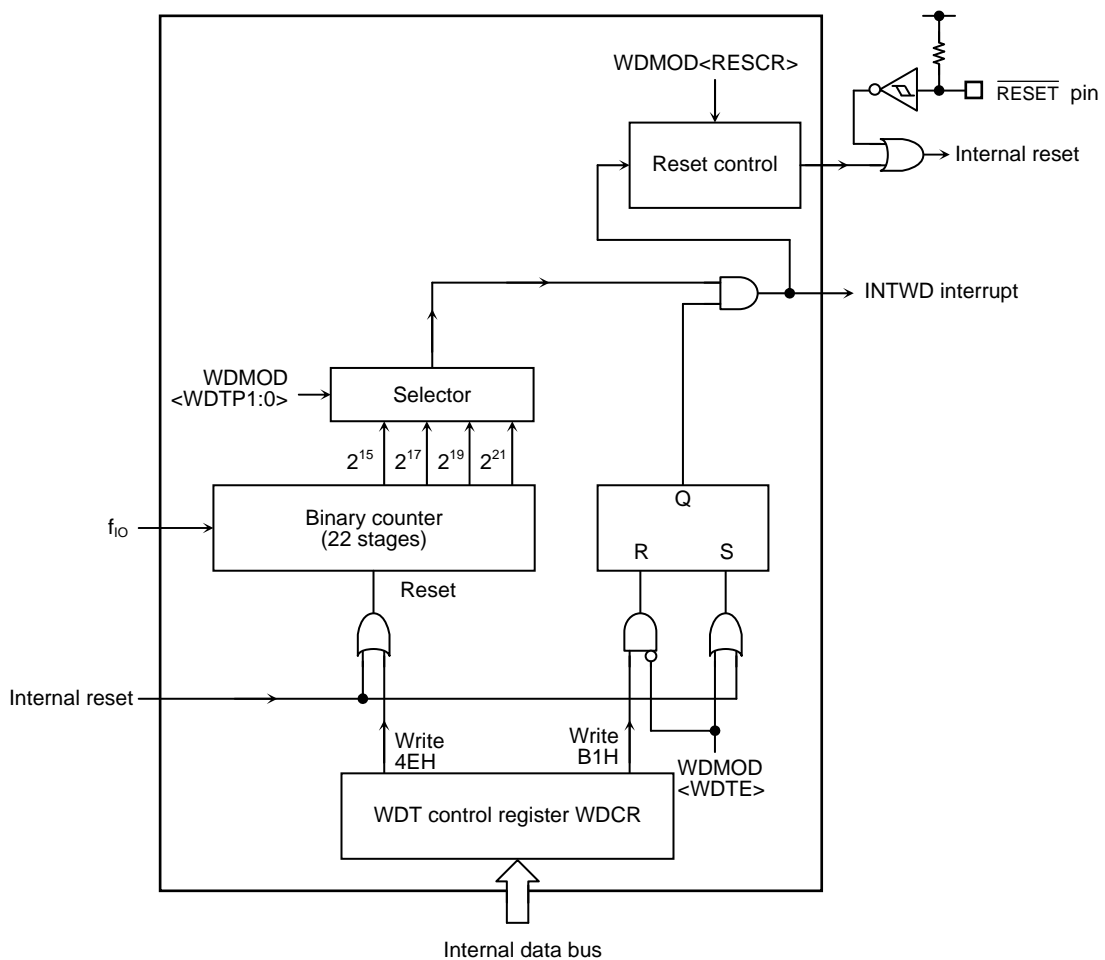 WDMOD<RESCR>
RESET pin
Reset control
Internal reset
INTWD interrupt
WDMOD
<WDTP1:0>
Selector
2^15 2^17 2^19 2^21
fIO
Binary counter
(22 stages)
Q
R S
Reset
Internal reset
Write
4EH
Write
B1H
WDMOD
<WDTE>
WDT control register WDCR
Internal data bus